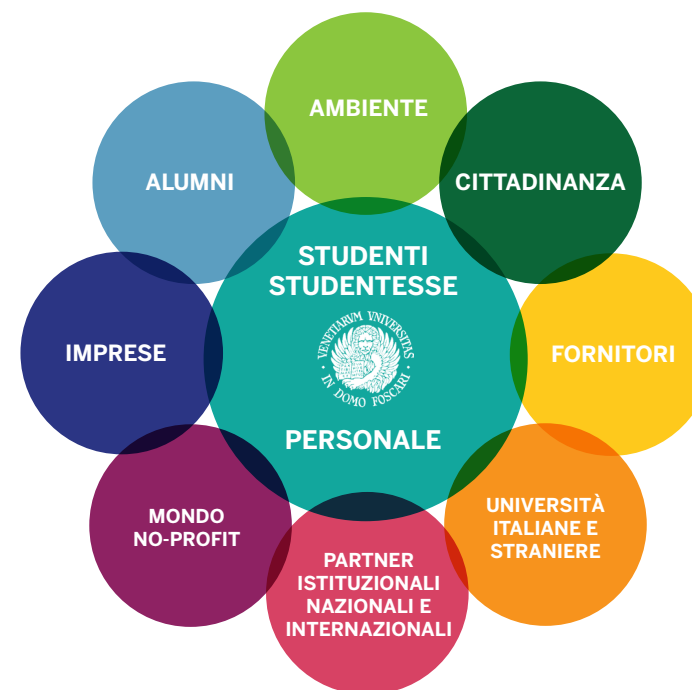 AMBIENTE
ALUMNI
CITTADINANZA
STUDENTI
STUDENTESSE
VENETIARVM VNIVERSITAS
· IN DOMO FOSCARI ·
IMPRESE
FORNITORI
PERSONALE
MONDO
NO-PROFIT
UNIVERSITÀ
ITALIANE E
STRANIERE
PARTNER
ISTITUZIONALI
NAZIONALI E
INTERNAZIONALI